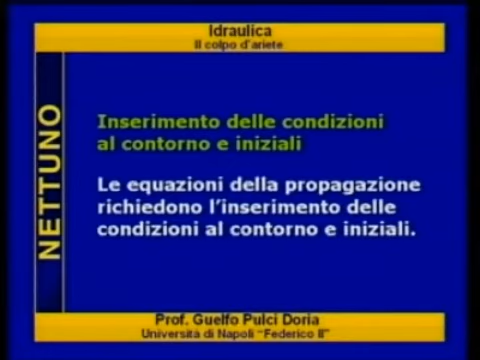 Idraulica
Il colpo d'ariete
NETTUNO
Inserimento delle condizioni
al contorno e iniziali
Le equazioni della propagazione
richiedono l'inserimento delle
condizioni al contorno e iniziali.
Prof. Guelfo Pulci Doria
Università di Napoli "Federico II"